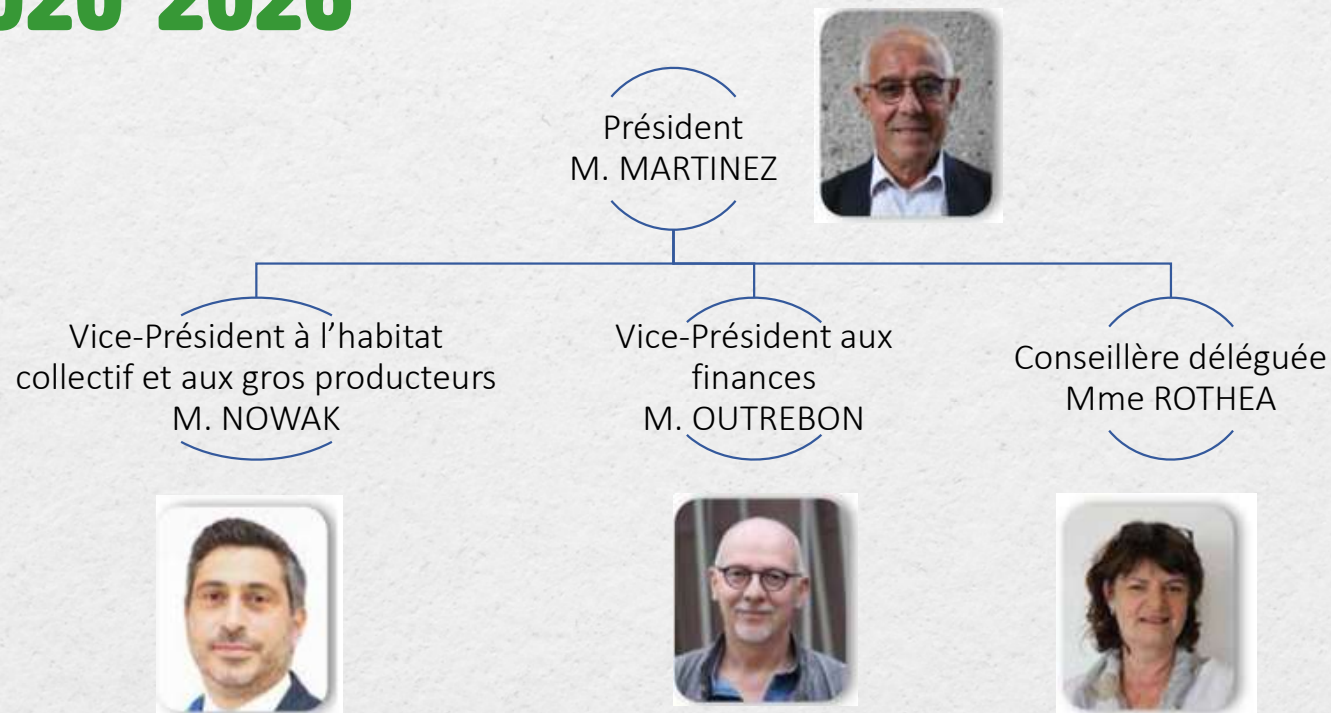 Président
M. MARTINEZ
Vice-Président à l’habitat
collectif et aux gros producteurs
M. NOWAK
Vice-Président aux
finances
M. OUTREBON
Conseillère déléguée
Mme ROTHEA